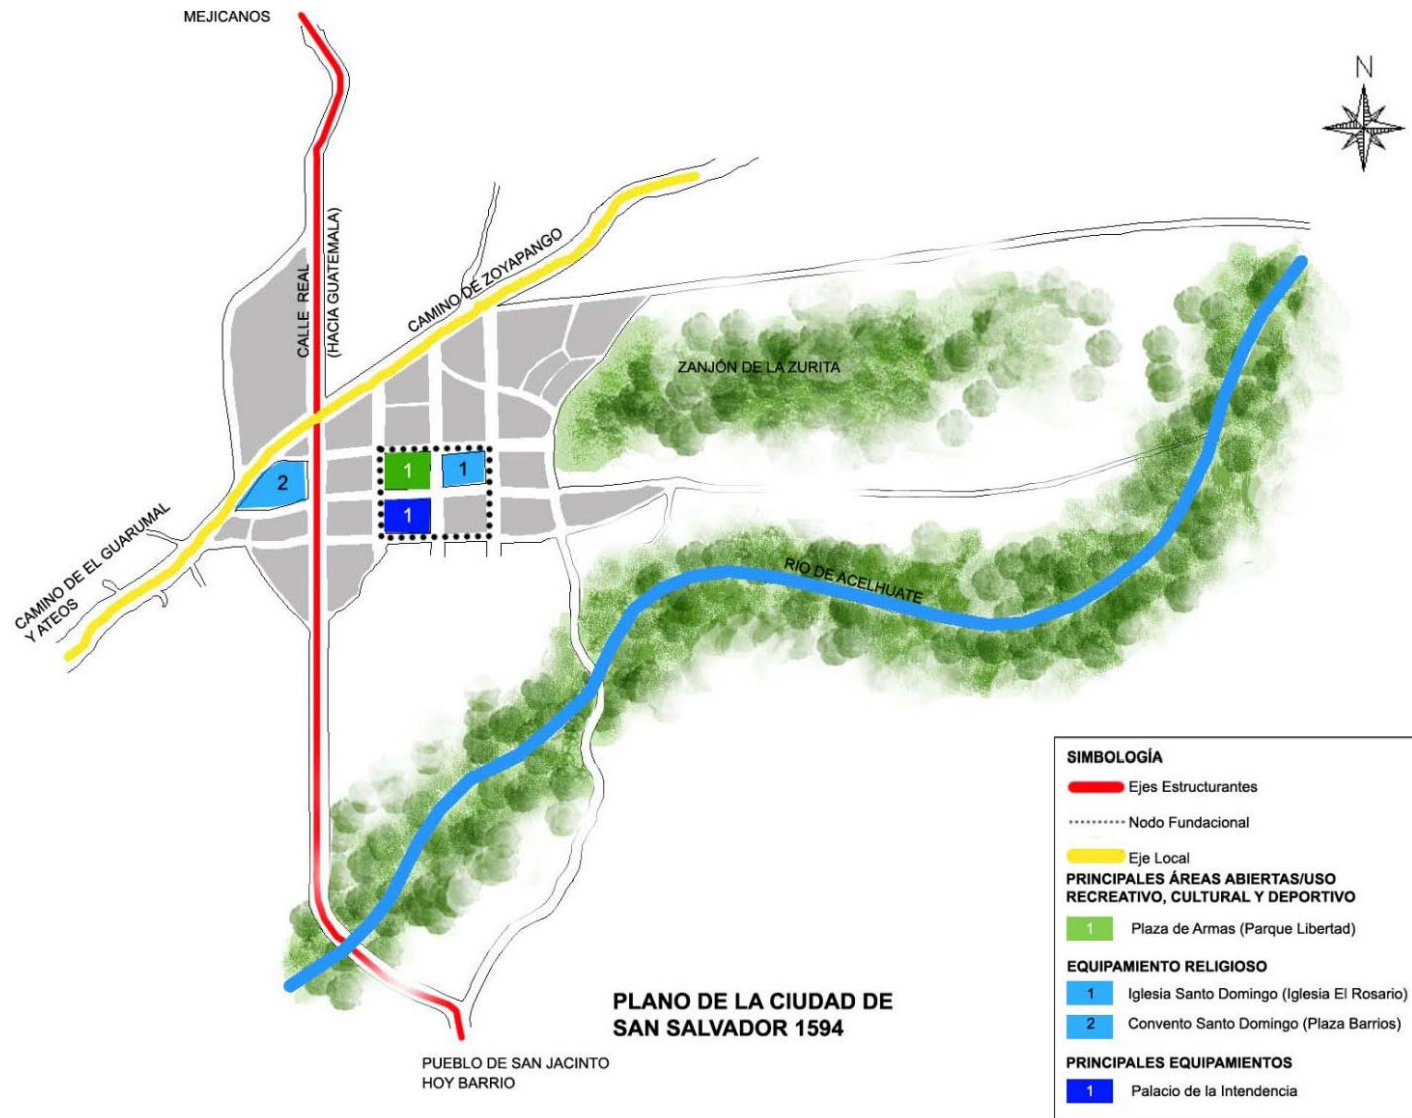 MEJICANOS
N
CALLE REAL
(HACIA GUATEMALA)
CAMINO DE ZOYAPANGO
ZANJÓN DE LA ZURITA
1
1
2
1
CAMINO DE EL GUARUMAL
Y ATEOS
RIO DE ACELHUATE
PLANO DE LA CIUDAD DE
SAN SALVADOR 1594
PUEBLO DE SAN JACINTO
HOY BARRIO
SIMBOLOGÍA
Ejes Estructurantes
Nodo Fundacional
Eje Local
PRINCIPALES ÁREAS ABIERTAS/USO
RECREATIVO, CULTURAL Y DEPORTIVO
1 Plaza de Armas (Parque Libertad)
EQUIPAMIENTO RELIGIOSO
1 Iglesia Santo Domingo (Iglesia El Rosario)
2 Convento Santo Domingo (Plaza Barrios)
PRINCIPALES EQUIPAMIENTOS
1 Palacio de la Intendencia